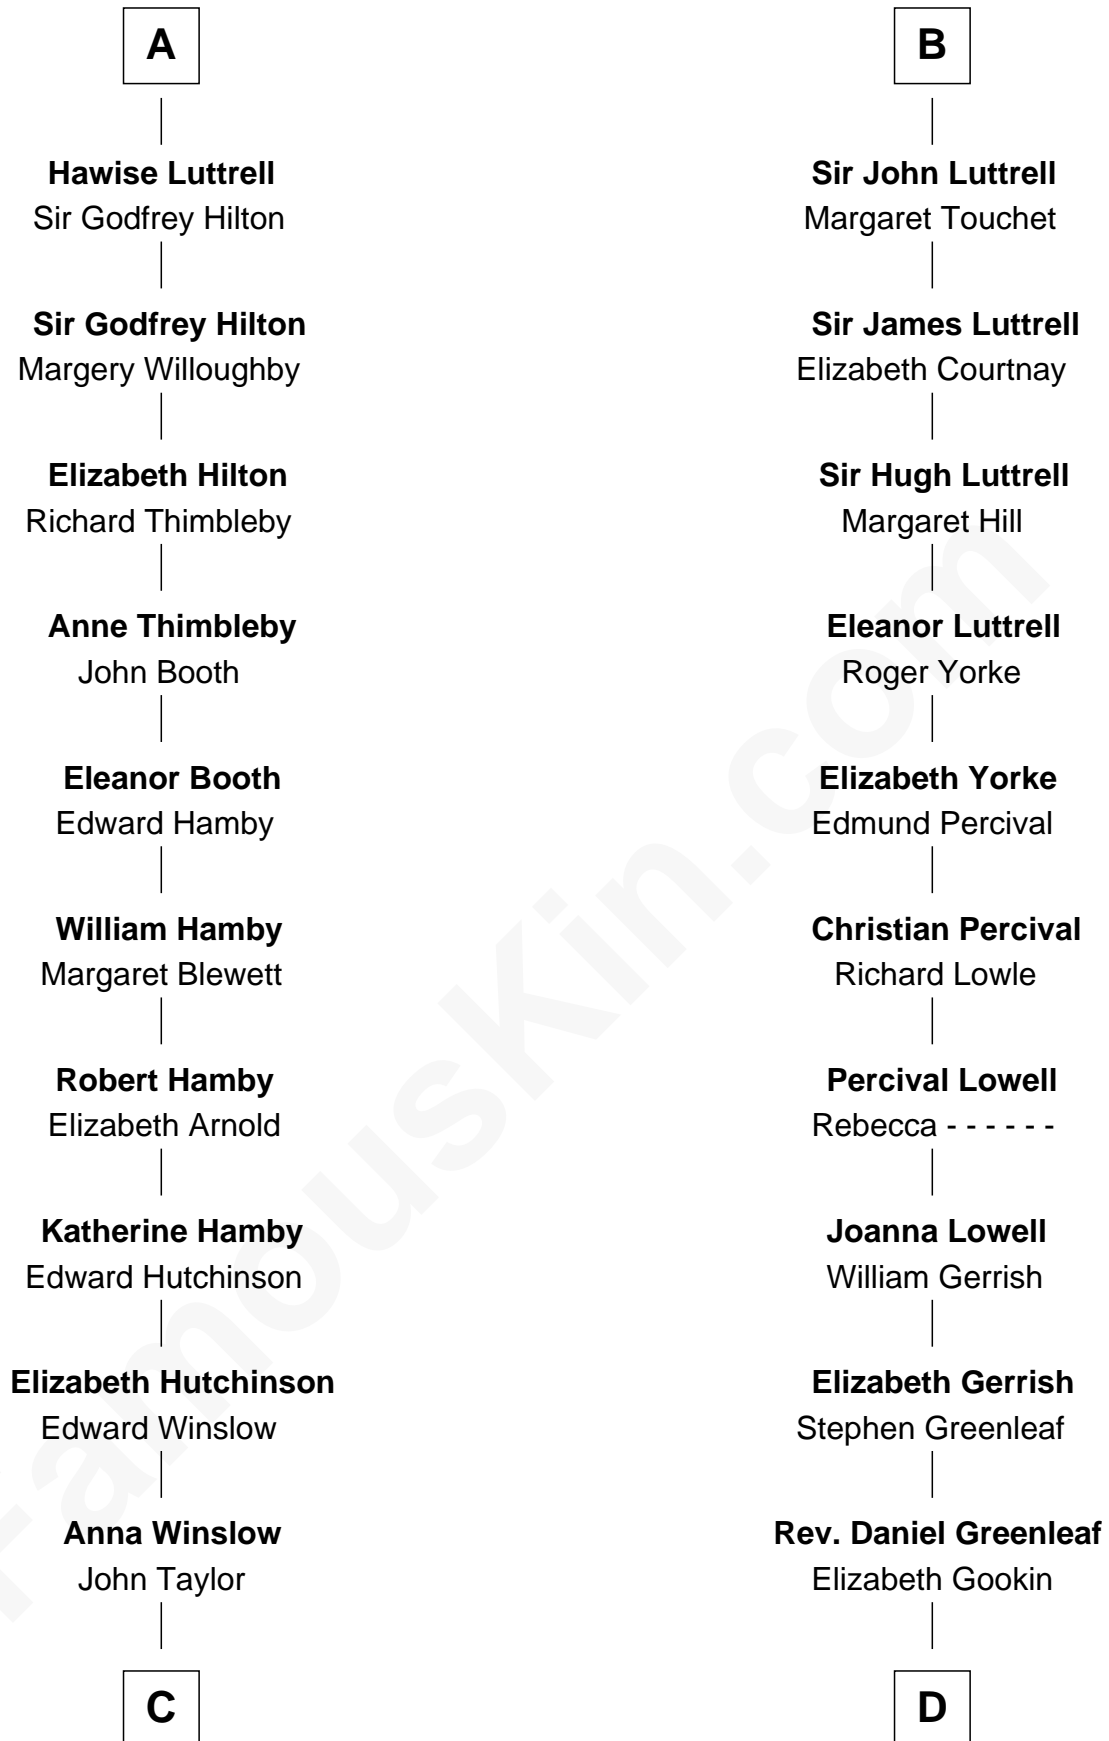 A
Hawise Luttrell
Sir Godfrey Hilton
Sir Godfrey Hilton
Margery Willoughby
Elizabeth Hilton
Richard Thimbleby
Anne Thimbleby
John Booth
Eleanor Booth
Edward Hamby
William Hamby
Margaret Blewett
Robert Hamby
Elizabeth Arnold
Katherine Hamby
Edward Hutchinson
Elizabeth Hutchinson
Edward Winslow
Anna Winslow
John Taylor
C
B
Sir John Luttrell
Margaret Touchet
Sir James Luttrell
Elizabeth Courtnay
Sir Hugh Luttrell
Margaret Hill
Eleanor Luttrell
Roger Yorke
Elizabeth Yorke
Edmund Percival
Christian Percival
Richard Lowle
Percival Lowell
Rebecca - - - - - -
Joanna Lowell
William Gerrish
Elizabeth Gerrish
Stephen Greenleaf
Rev. Daniel Greenleaf
Elizabeth Gookin
D
FamousKin.com